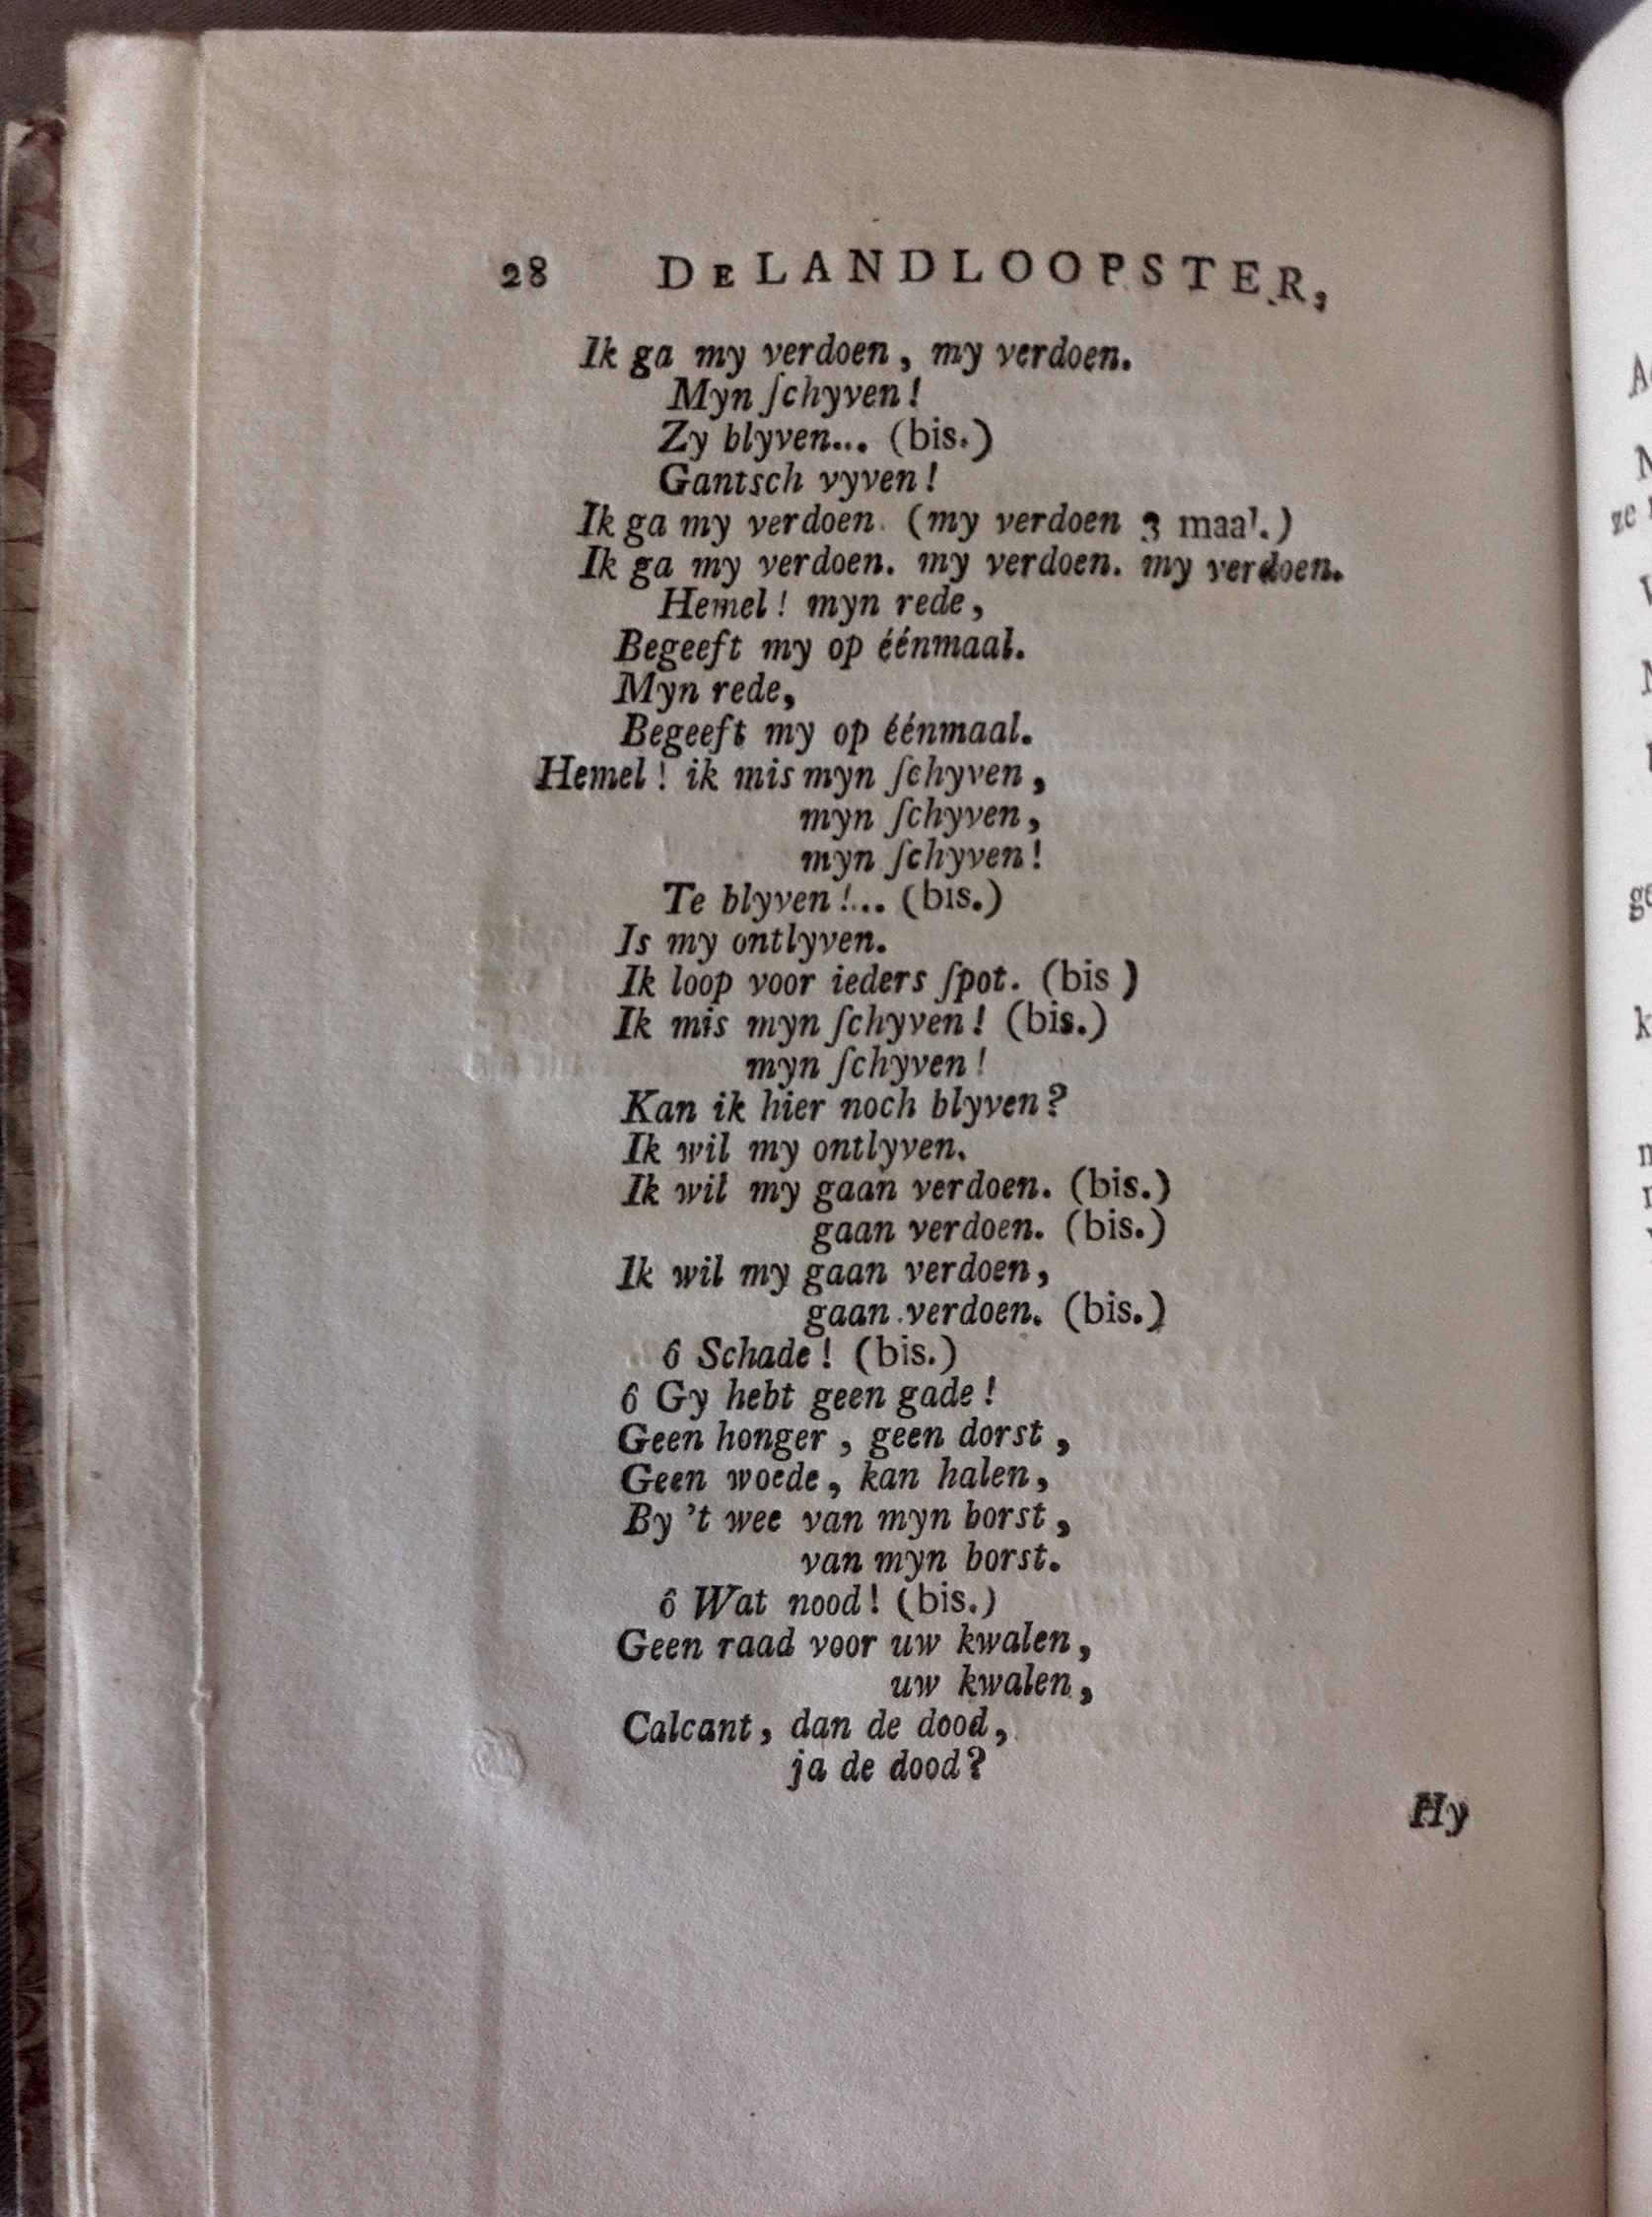 28 DE LANDLOOPSTER,
Ik ga my verdoen, my verdoen.
Myn ſchyven!
Zy blyven... (bis.)
Gantsch vyven!
Ik ga my verdoen. (my verdoen 3 maal.)
Ik ga my verdoen. my verdoen. my verdoen.
Hemel! myn rede,
Begeeft my op éénmaal.
Myn rede,
Begeeft my op éénmaal.
Hemel! ik mis myn ſchyven,
myn ſchyven,
myn ſchyven!
Te blyven!... (bis.)
Is my ontlyven.
Ik loop voor ieders ſpot. (bis)
Ik mis myn ſchyven! (bis.)
myn ſchyven!
Kan ik hier noch blyven?
Ik wil my ontlyven.
Ik wil my gaan verdoen. (bis.)
gaan verdoen. (bis.)
Ik wil my gaan verdoen,
gaan verdoen. (bis.)
ô Schade! (bis.)
ô Gy hebt geen gade!
Geen honger, geen dorst,
Geen woede, kan halen,
By 't wee van myn borst,
van myn borst.
ô Wat nood! (bis.)
Geen raad voor uw kwalen,
uw kwalen,
Calcant, dan de dood,
ja de dood?
Hy